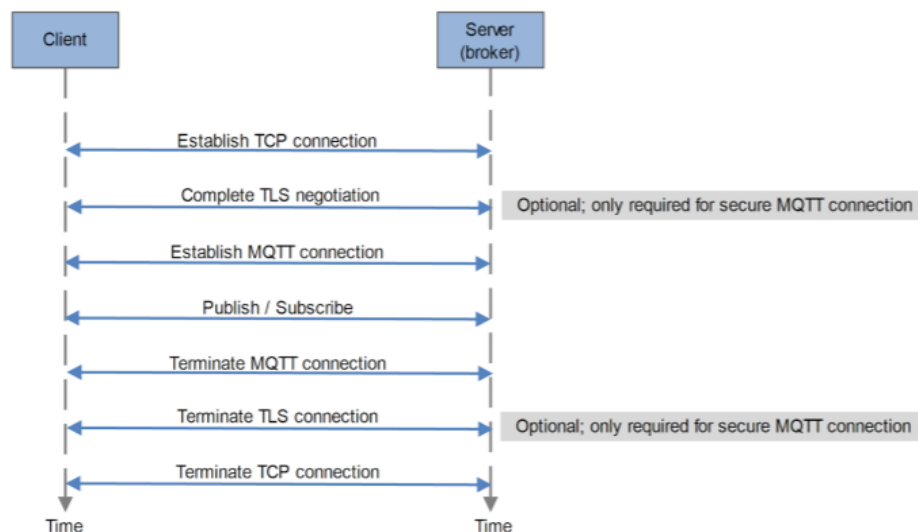 Client
Server
(broker)
Establish TCP connection
Complete TLS negotiation
Optional; only required for secure MQTT connection
Establish MQTT connection
Publish / Subscribe
Terminate MQTT connection
Terminate TLS connection
Optional; only required for secure MQTT connection
Terminate TCP connection
Time
Time